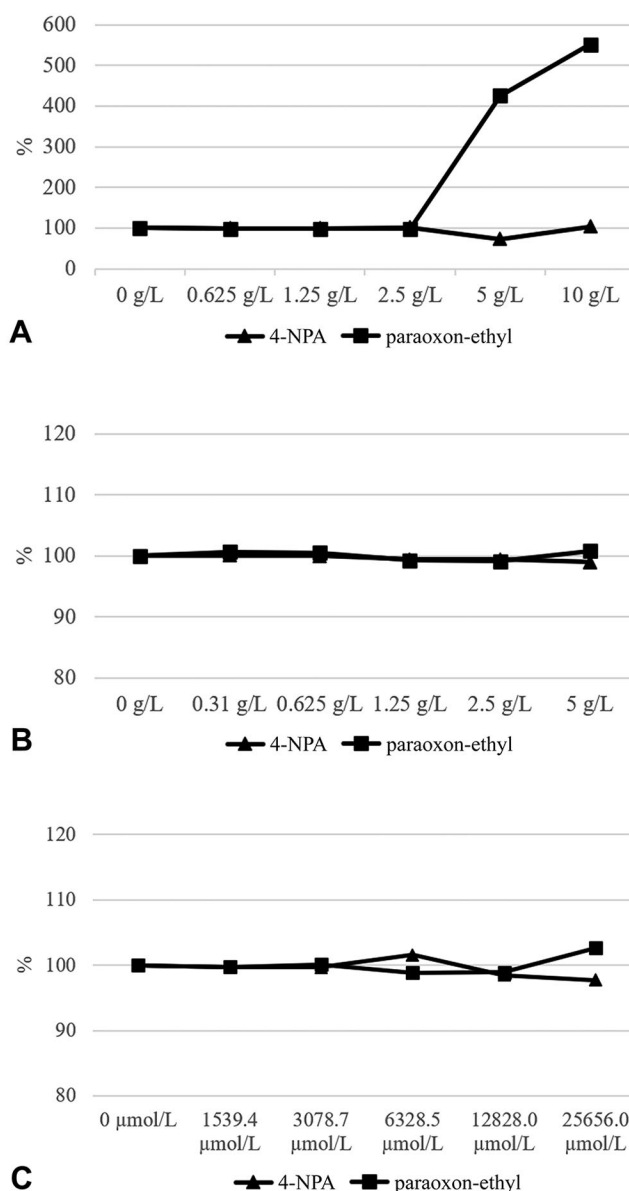 600
500
400
300
200
100
0
%
0 g/L 0.625 g/L 1.25 g/L 2.5 g/L 5 g/L 10 g/L
A
4-NPA paraoxon-ethyl
120
110
100
90
80
%
0 g/L 0.31 g/L 0.625 g/L 1.25 g/L 2.5 g/L 5 g/L
B
4-NPA paraoxon-ethyl
120
110
100
90
80
%
0 µmol/L 1539.4 3078.7 6328.5 12828.0 25656.0
µmol/L µmol/L µmol/L µmol/L µmol/L
C
4-NPA paraoxon-ethyl